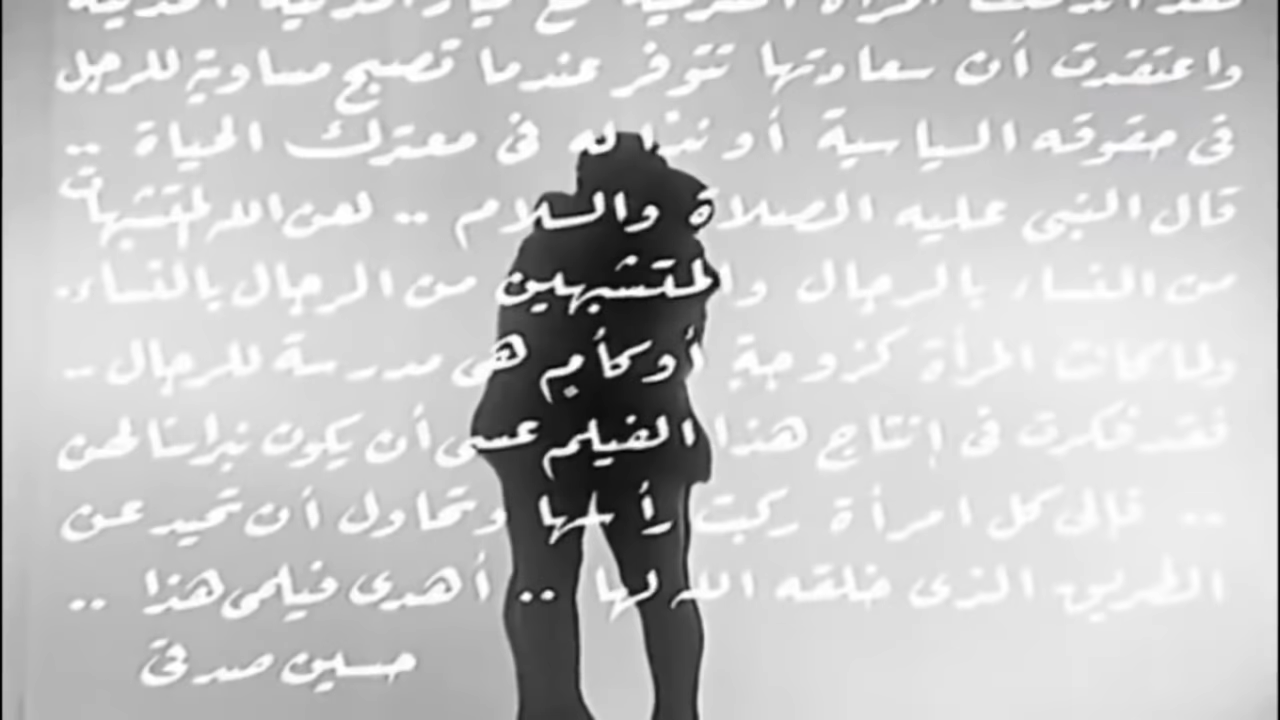 واعتقدت أن سعادتها تتوفر عندما تصبح مساوية للرجل
فى حقوقه السياسية أو ندًا له فى معترك الحياة ..
قال النبى عليه الصلاة والسلام .. لعن الله المتشبهات
من النساء بالرجال والمتشبهين من الرجال بالنساء.
ولما كانت المرأة كزوجةٍ أو كأمٍ هى مدرسة للرجال ..
فقد فكرت فى إنتاج هذا الفيلم عسى أن يكون نبراسًا لهن
.. فإلى كل امرأة ركبت رأسها وتحاول أن تحيد عن
الطريق الذى خلقه الله لها .. أهدى فيلمى هذا ..
حسين صدقى